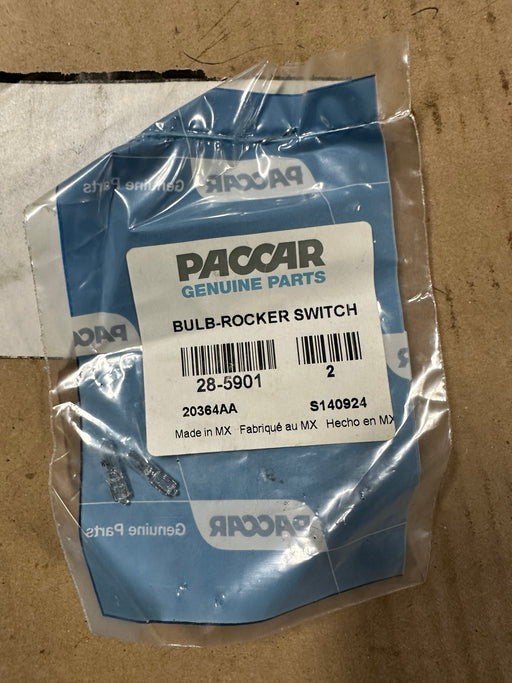 PACCAR
Genuine Parts
PACCAR
GENUINE PARTS
BULB-ROCKER SWITCH
28-5901
2
20364AA
S140924
Made in MX Fabriqué au MX Hecho en MX
PACCAR
Genuine Parts